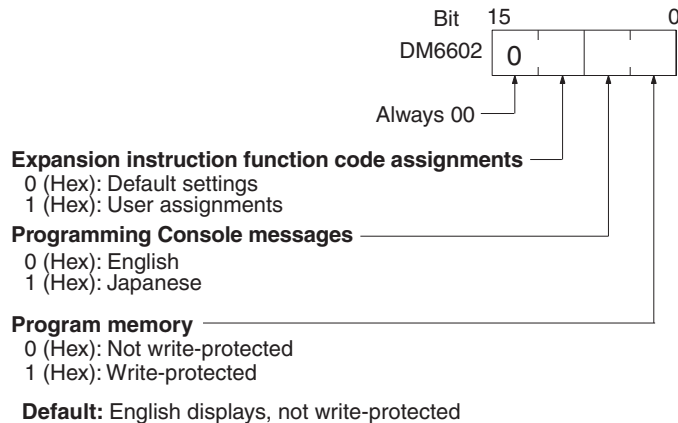 Bit 15 0
DM6602 0
Always 00
Expansion instruction function code assignments
0 (Hex): Default settings
1 (Hex): User assignments
Programming Console messages
0 (Hex): English
1 (Hex): Japanese
Program memory
0 (Hex): Not write-protected
1 (Hex): Write-protected
Default: English displays, not write-protected